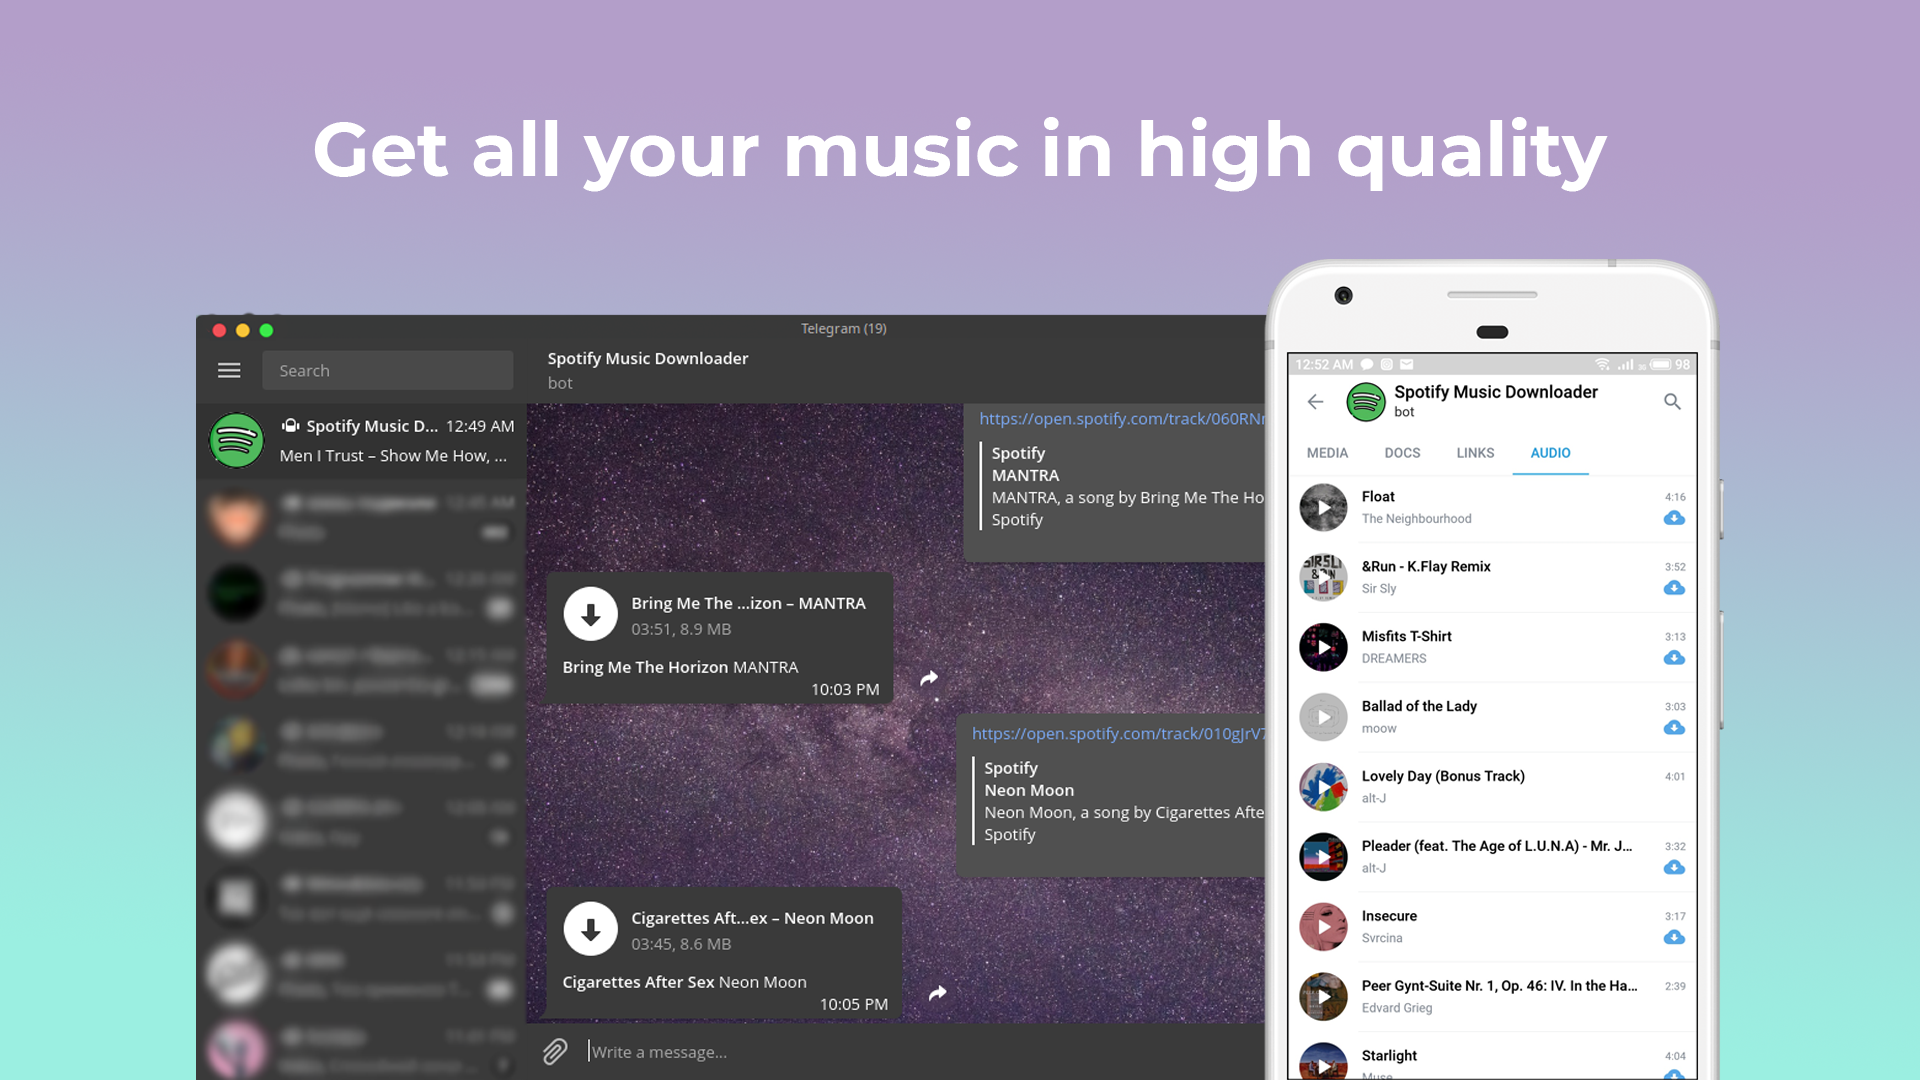 Get all your music in high quality
Telegram (19)
Search
Spotify Music Downloader
bot
Spotify Music D... 12:49 AM
Men I Trust – Show Me How, ...
https://open.spotify.com/track/060RN
Spotify
MANTRA
MANTRA, a song by Bring Me The Ho
Spotify
Bring Me The ...izon – MANTRA
03:51, 8.9 MB
Bring Me The Horizon MANTRA
10:03 PM
https://open.spotify.com/track/010gJrV
Spotify
Neon Moon
Neon Moon, a song by Cigarettes Afte
Spotify
Cigarettes Aft...ex – Neon Moon
03:45, 8.6 MB
Cigarettes After Sex Neon Moon
10:05 PM
Write a message...
12:52 AM 98
Spotify Music Downloader
bot
MEDIA DOCS LINKS AUDIO
Float 4:16
The Neighbourhood
&Run - K.Flay Remix 3:52
Sir Sly
Misfits T-Shirt 3:13
DREAMERS
Ballad of the Lady 3:03
moow
Lovely Day (Bonus Track) 4:01
alt-J
Pleader (feat. The Age of L.U.N.A) - Mr. J... 3:32
alt-J
Insecure 3:17
Svrcina
Peer Gynt-Suite Nr. 1, Op. 46: IV. In the Ha... 2:39
Edvard Grieg
Starlight 4:04
Muse